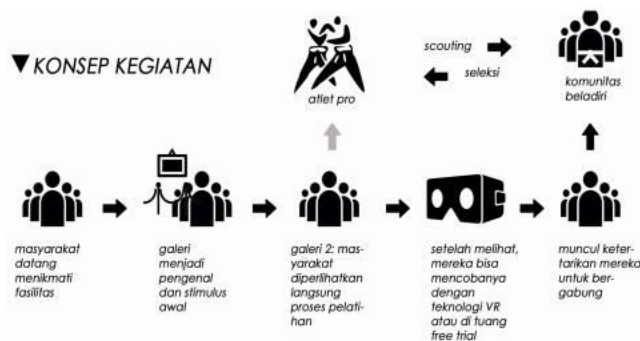 KONSEP KEGIATAN
atlet pro
scouting
seleksi
komunitas
beladiri
masyarakat
datang
menikmati
fasilitas
galeri
menjadi
pengenal
dan stimulus
awal
galeri 2: mas-
yarakat
diperlihatkan
langsung
proses pelati-
han
setelah melihat,
mereka bisa
mencobanya
dengan
teknologi VR
atau di tuang
free trial
muncul keter-
tarikan mereka
untuk ber-
gabung